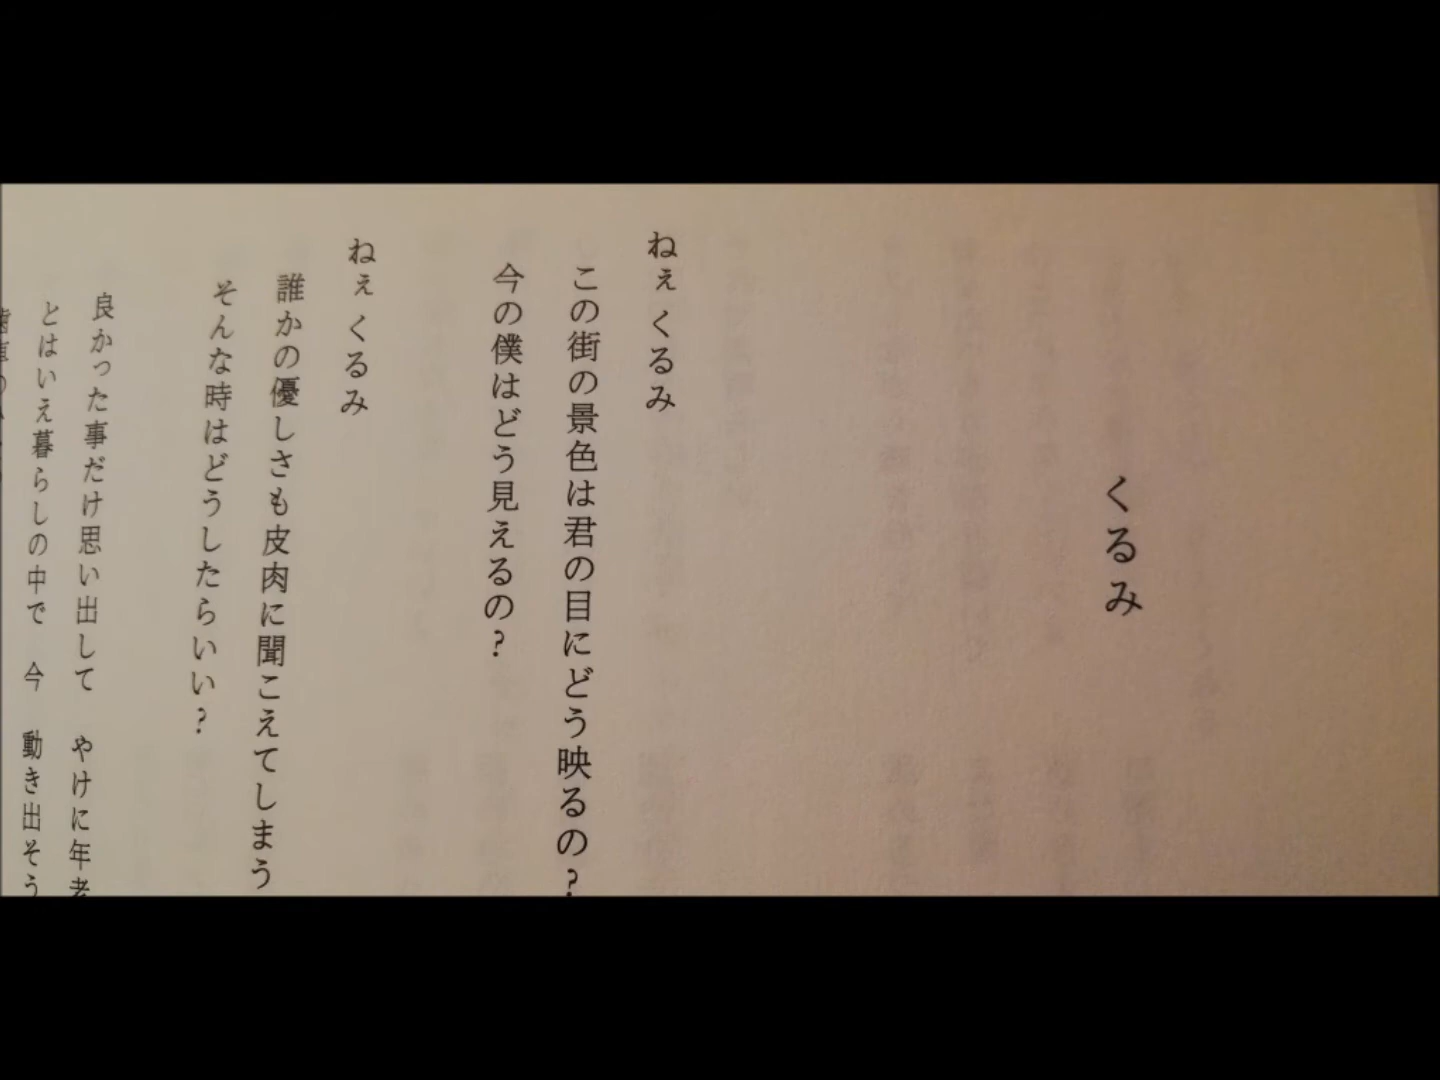 くるみ
ねぇ くるみ
この街の景色は君の目にどう映るの?
今の僕はどう見えるの?
ねぇ くるみ
誰かの優しさも皮肉に聞こえてしまう
そんな時はどうしたらいい?
良かった事だけ思い出して やけに年老
とはいえ暮らしの中で 今 動き出そう